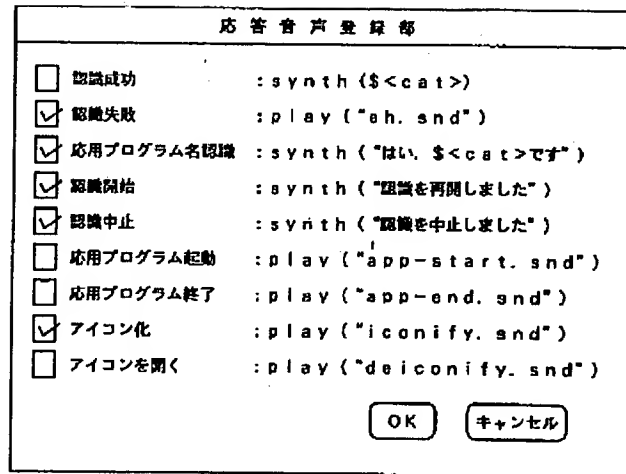 応答音声登録部
認識成功 :synth($<cat>)
認識失敗 :play("eh.snd")
応用プログラム名認識 :synth("はい、$<cat>です")
認識開始 :synth("認識を再開しました")
認識中止 :synth("認識を中止しました")
応用プログラム起動 :play("app-start.snd")
応用プログラム終了 :play("app-end.snd")
アイコン化 :play("iconify.snd")
アイコンを開く :play("deiconify.snd")
OK キャンセル